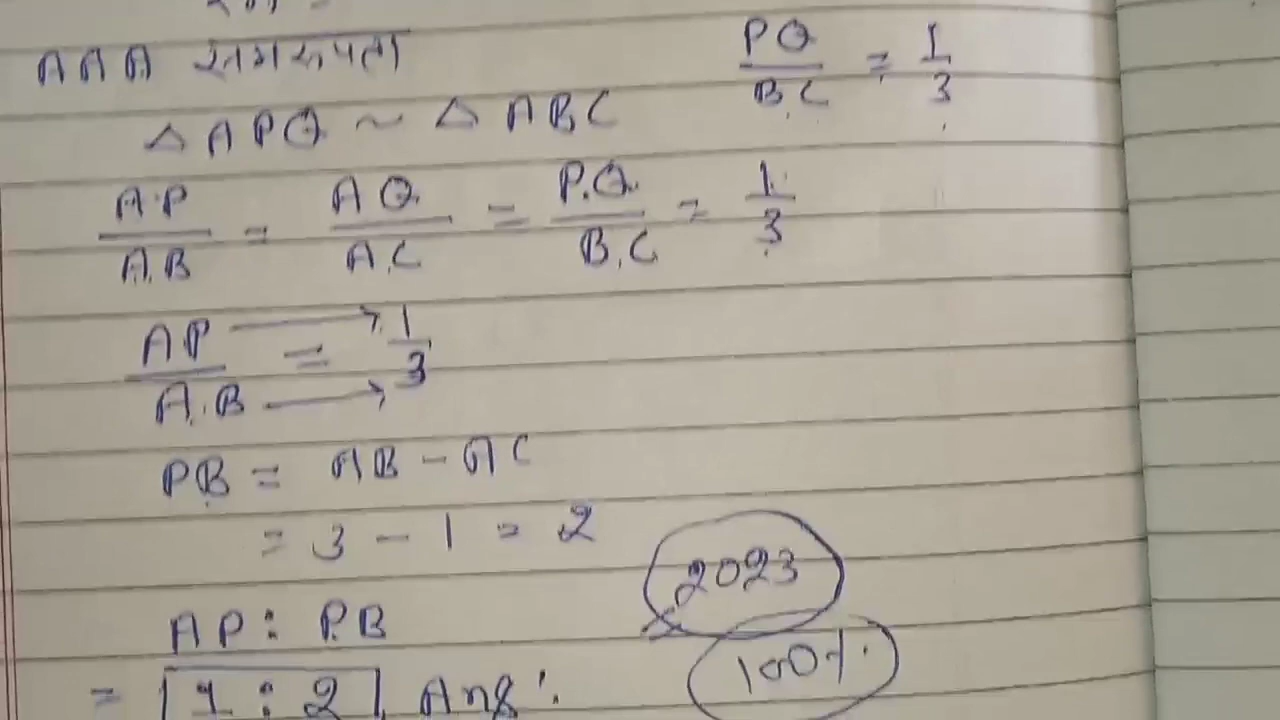 AAA समरूपता
PQ/BC = 1/3
△APQ ~ △ABC
AP/AB = AQ/AC = PQ/BC = 1/3
AP/AB = 1/3
PB = AB - AC
= 3 - 1 = 2
2023
AP : PB
100%
= 1 : 2 Ans :